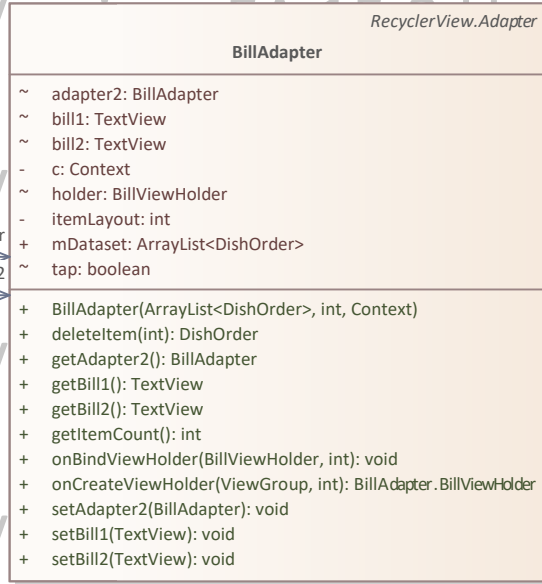 RecyclerView.Adapter
BillAdapter
~ adapter2: BillAdapter
~ bill1: TextView
~ bill2: TextView
- c: Context
~ holder: BillViewHolder
- itemLayout: int
+ mDataset: ArrayList<DishOrder>
~ tap: boolean
r
2
+ BillAdapter(ArrayList<DishOrder>, int, Context)
+ deleteItem(int): DishOrder
+ getAdapter2(): BillAdapter
+ getBill1(): TextView
+ getBill2(): TextView
+ getItemCount(): int
+ onBindViewHolder(BillViewHolder, int): void
+ onCreateViewHolder(ViewGroup, int): BillAdapter.BillViewHolder
+ setAdapter2(BillAdapter): void
+ setBill1(TextView): void
+ setBill2(TextView): void